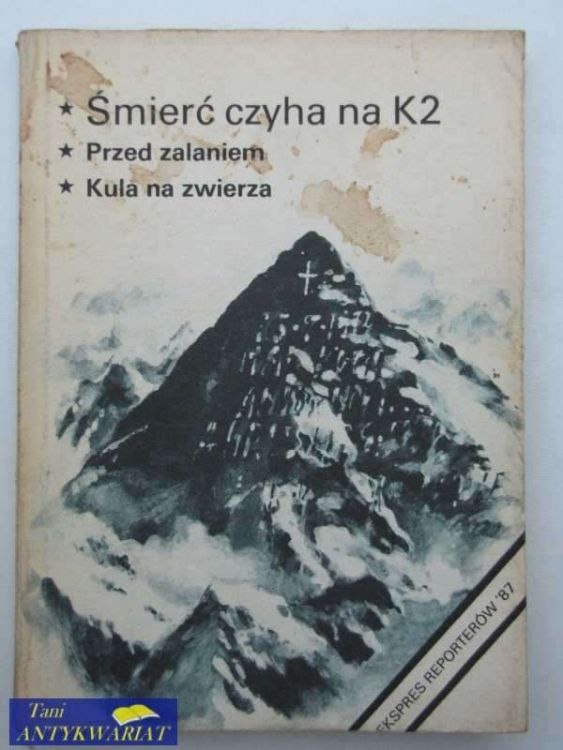 ★ Śmierć czyha na K2
★ Przed zalaniem
★ Kula na zwierza
EKSPRES REPORTERÓW '87
Tani
ANTYKWARIAT